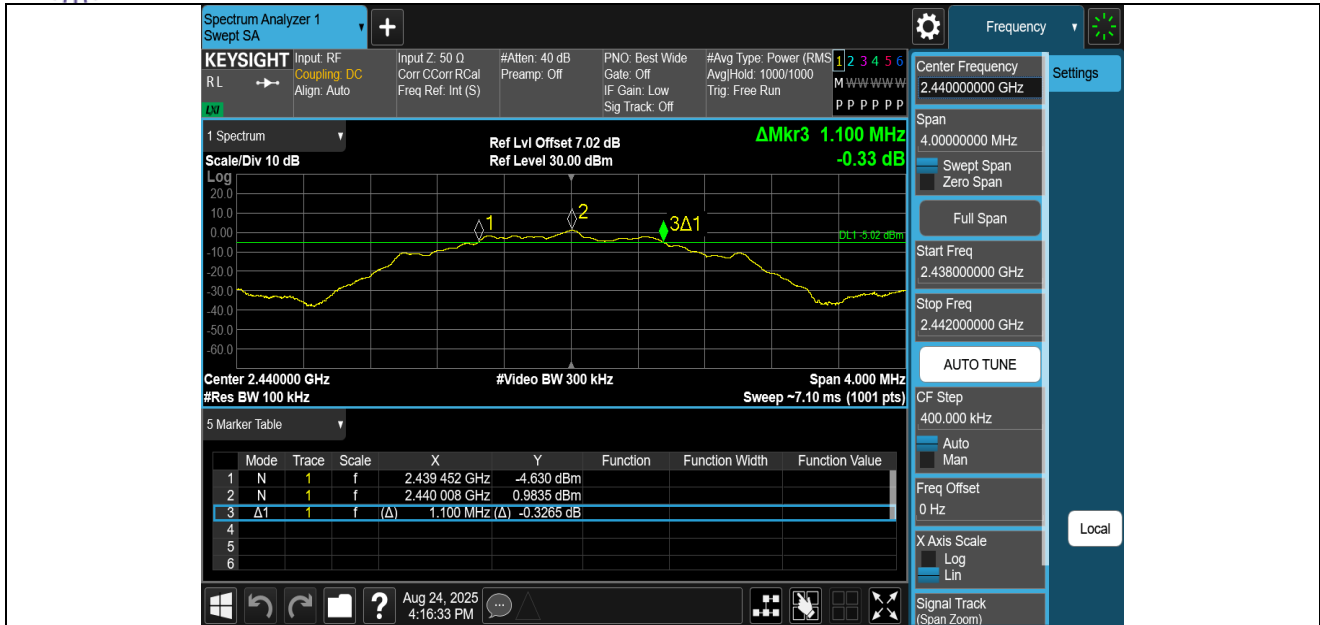 Spectrum Analyzer 1
Swept SA
+
Frequency
KEYSIGHT
RL
LXI
Input: RF
Coupling: DC
Align: Auto
Input Z: 50 Ω
Corr CCorr RCal
Freq Ref: Int (S)
#Atten: 40 dB
Preamp: Off
PNO: Best Wide
Gate: Off
IF Gain: Low
Sig Track: Off
#Avg Type: Power (RMS
Avg|Hold: 1000/1000
Trig: Free Run
1 2 3 4 5 6
M W W W W W
P P P P P P
1 Spectrum
Scale/Div 10 dB
Ref Lvl Offset 7.02 dB
Ref Level 30.00 dBm
ΔMkr3 1.100 MHz
-0.33 dB
Log
20.0
10.0
0.00
-10.0
-20.0
-30.0
-40.0
-50.0
-60.0
1
2
3Δ1
DL1 -5.02 dBm
Center 2.440000 GHz
#Video BW 300 kHz
Span 4.000 MHz
#Res BW 100 kHz
Sweep ~7.10 ms (1001 pts)
5 Marker Table
Mode Trace Scale X Y Function Function Width Function Value
1 N 1 f 2.439 452 GHz -4.630 dBm
2 N 1 f 2.440 008 GHz 0.9835 dBm
3 Δ1 1 f (Δ) 1.100 MHz (Δ) -0.3265 dB
4
5
6
?
Aug 24, 2025
4:16:33 PM
Center Frequency
2.440000000 GHz
Span
4.00000000 MHz
Swept Span
Zero Span
Full Span
Start Freq
2.438000000 GHz
Stop Freq
2.442000000 GHz
AUTO TUNE
CF Step
400.000 kHz
Auto
Man
Freq Offset
0 Hz
X Axis Scale
Log
Lin
Signal Track
(Span Zoom)
Settings
Local